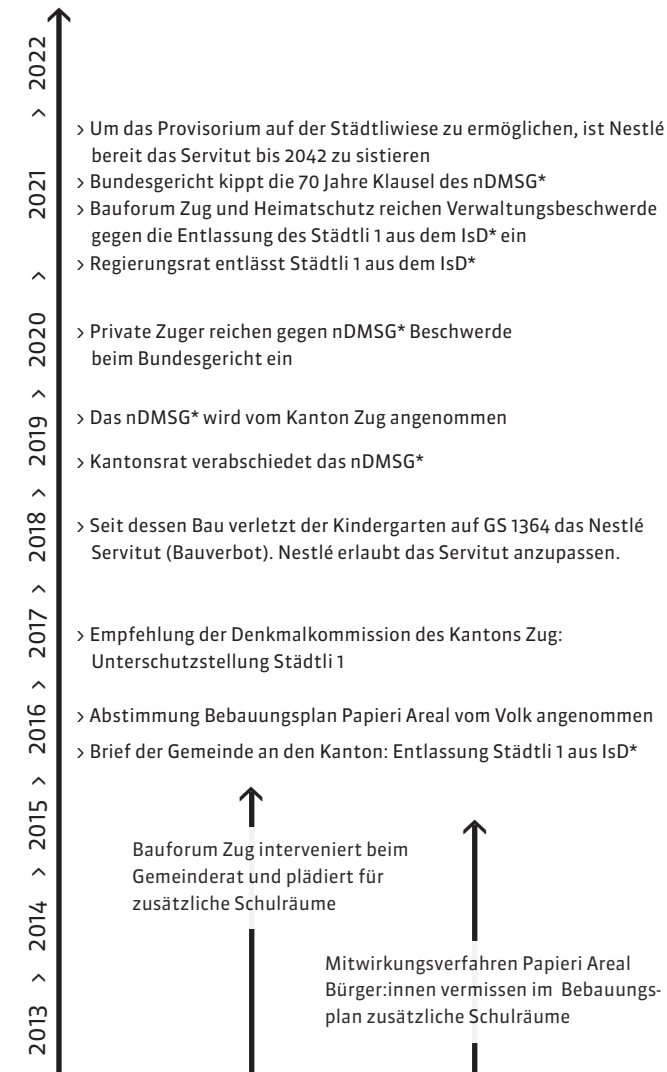 2022
> Um das Provisorium auf der Städtliwiese zu ermöglichen, ist Nestlé
bereit das Servitut bis 2042 zu sistieren
> Bundesgericht kippt die 70 Jahre Klausel des nDMSG*
2021
> Bauforum Zug und Heimatschutz reichen Verwaltungsbeschwerde
gegen die Entlassung des Städtli 1 aus dem IsD* ein
> Regierungsrat entlässt Städtli 1 aus dem IsD*
2020
> Private Zuger reichen gegen nDMSG* Beschwerde
beim Bundesgericht ein
2019
> Das nDMSG* wird vom Kanton Zug angenommen
> Kantonsrat verabschiedet das nDMSG*
2018
> Seit dessen Bau verletzt der Kindergarten auf GS 1364 das Nestlé
Servitut (Bauverbot). Nestlé erlaubt das Servitut anzupassen.
2017
> Empfehlung der Denkmalkommission des Kantons Zug:
Unterschutzstellung Städtli 1
2016
> Abstimmung Bebauungsplan Papieri Areal vom Volk angenommen
> Brief der Gemeinde an den Kanton: Entlassung Städtli 1 aus IsD*
2015
Bauforum Zug interveniert beim
Gemeinderat und plädiert für
zusätzliche Schulräume
2014
Mitwirkungsverfahren Papieri Areal
Bürger:innen vermissen im Bebauungs-
plan zusätzliche Schulräume
2013